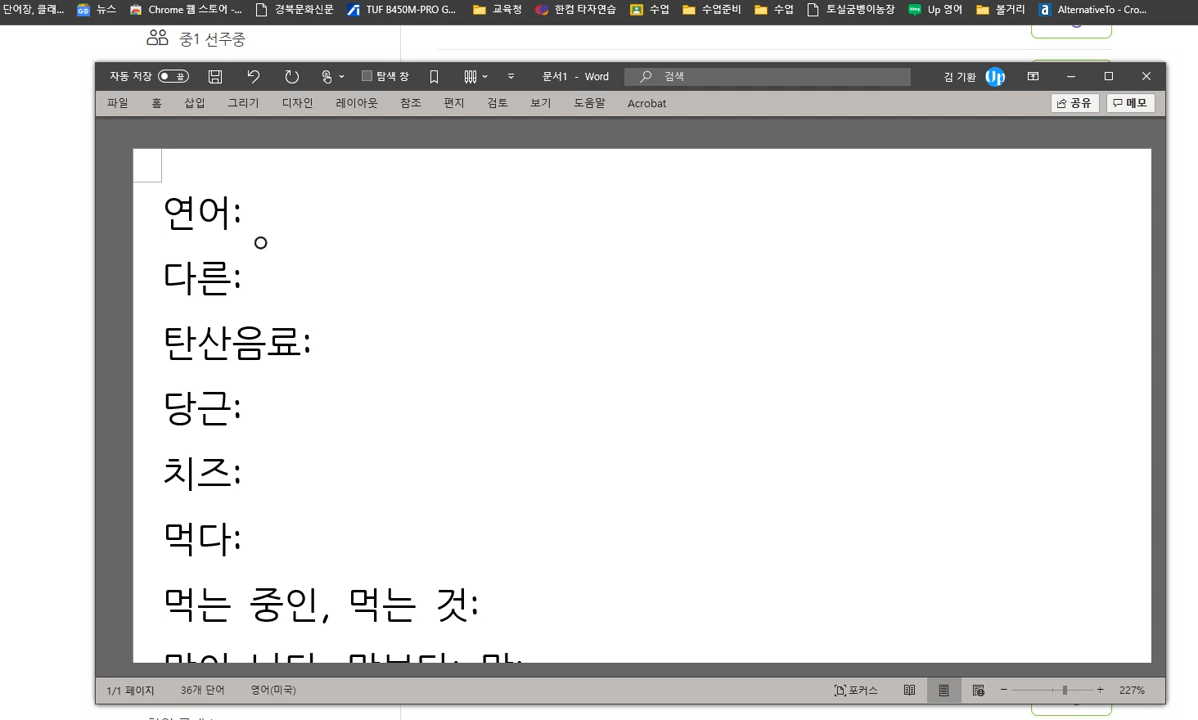 단어장, 클래...
뉴스
Chrome 웹 스토어 -...
경북문화신문
TUF B450M-PRO G...
교육청
한컴 타자연습
수업
수업준비
수업
토실굼벵이농장
Up 영어
볼거리
AlternativeTo - Cro...
중1 선주중
자동 저장
끔
탐색 창
문서1 - Word
검색
김 기환
Up
파일 홈 삽입 그리기 디자인 레이아웃 참조 편지 검토 보기 도움말 Acrobat
공유
메모
연어:
다른:
탄산음료:
당근:
치즈:
먹다:
먹는 중인, 먹는 것:
1/1 페이지
36개 단어
영어(미국)
포커스
227%